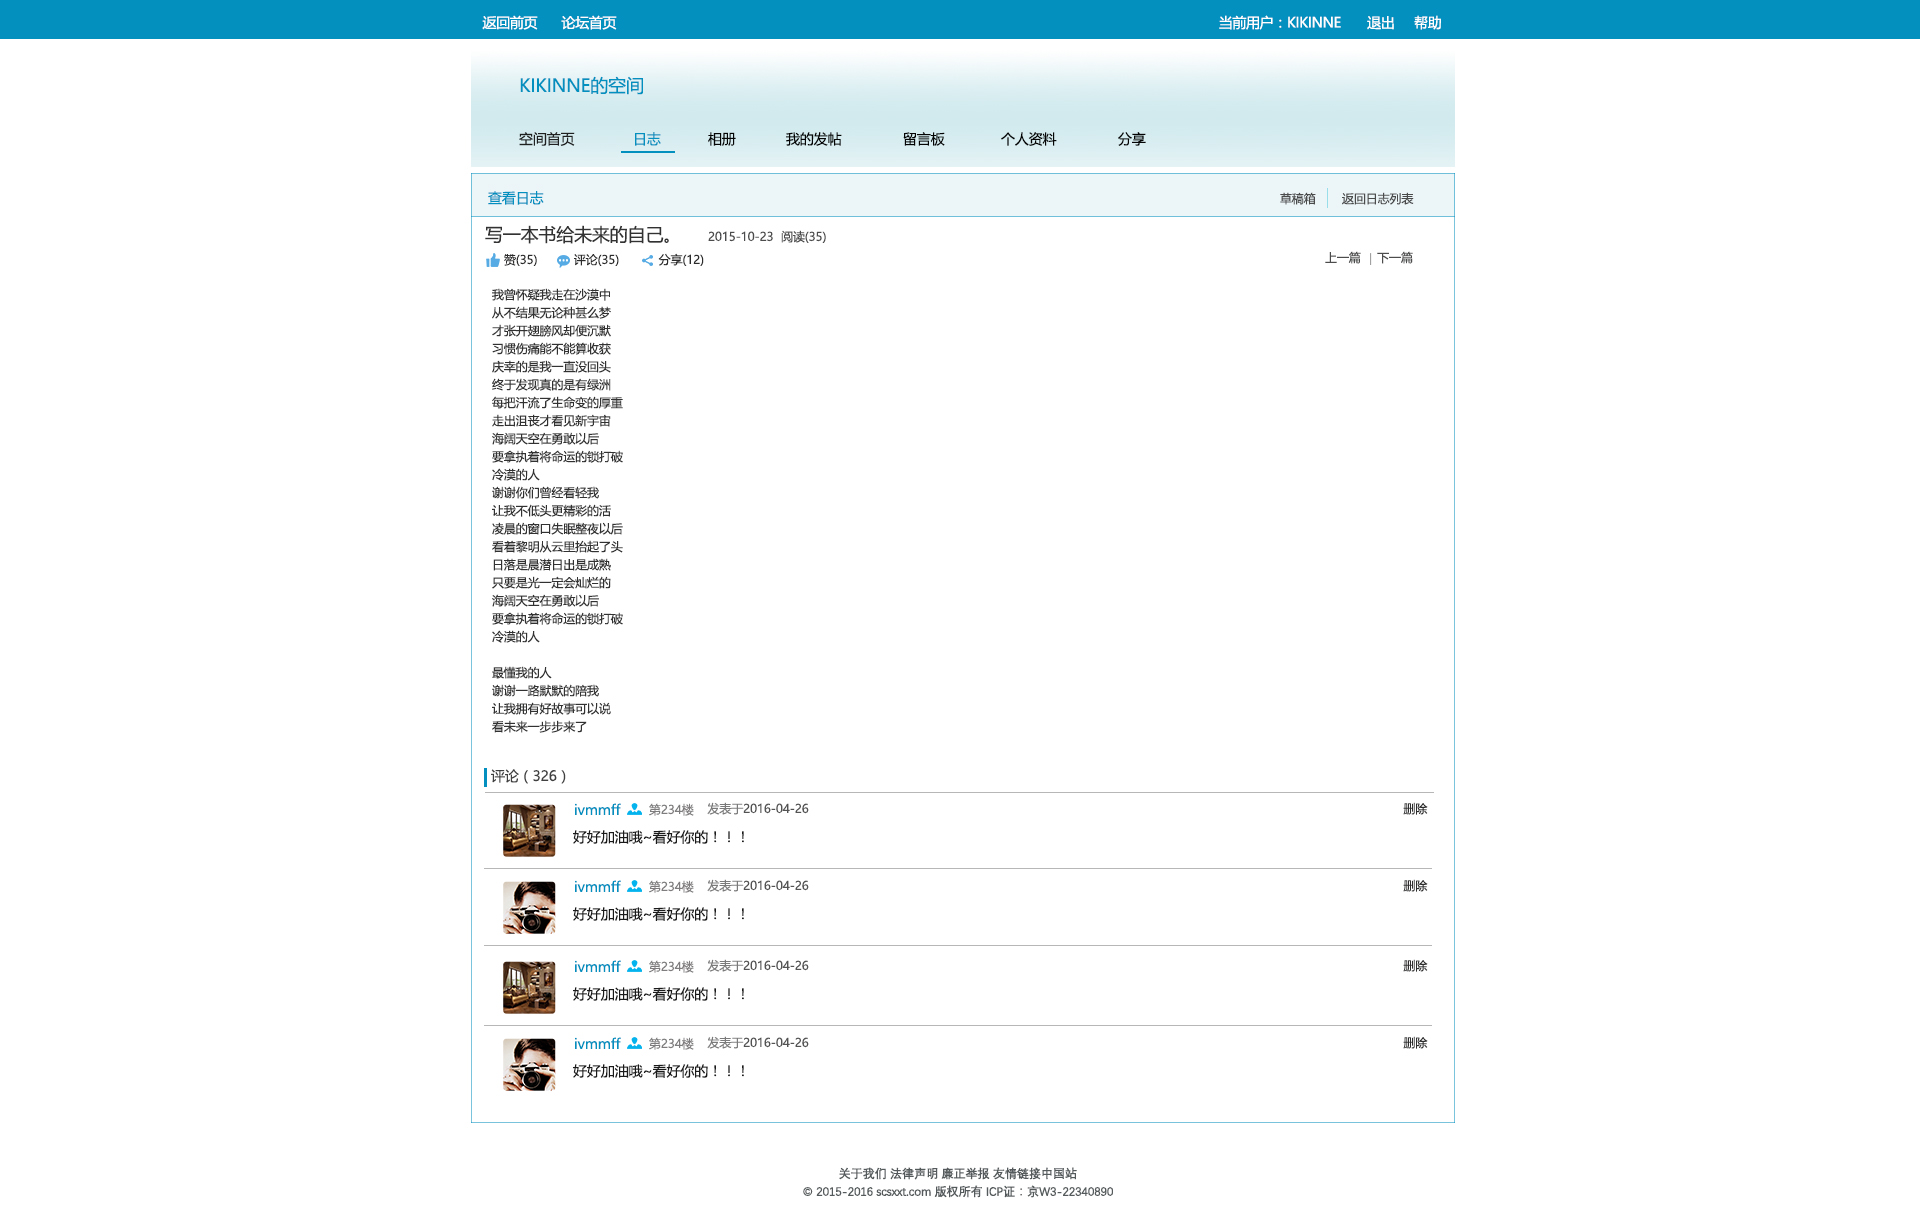 返回前页 论坛首页 当前用户：KIKINNE 退出 帮助
KIKINNE的空间
空间首页 日志 相册 我的发帖 留言板 个人资料 分享
查看日志 草稿箱 返回日志列表
写一本书给未来的自己。 2015-10-23 阅读(35)
赞(35) 评论(35) 分享(12) 上一篇 | 下一篇
我曾怀疑我走在沙漠中
从不结果无论种甚么梦
才张开翅膀风却便沉默
习惯伤痛能不能算收获
庆幸的是我一直没回头
终于发现真的是有绿洲
每把汗流了生命变的厚重
走出沮丧才看见新宇宙
海阔天空在勇敢以后
要拿执着将命运的锁打破
冷漠的人
谢谢你们曾经看轻我
让我不低头更精彩的活
凌晨的窗口失眠整夜以后
看着黎明从云里抬起了头
日落是晨潜日出是成熟
只要是光一定会灿烂的
海阔天空在勇敢以后
要拿执着将命运的锁打破
冷漠的人
最懂我的人
谢谢一路默默的陪我
让我拥有好故事可以说
看未来一步步来了
评论（326）
ivmmff 第234楼 发表于2016-04-26 删除
好好加油哦~看好你的！！！
ivmmff 第234楼 发表于2016-04-26 删除
好好加油哦~看好你的！！！
ivmmff 第234楼 发表于2016-04-26 删除
好好加油哦~看好你的！！！
ivmmff 第234楼 发表于2016-04-26 删除
好好加油哦~看好你的！！！
关于我们 法律声明 廉正举报 友情链接中国站
© 2015-2016 scsxxt.com 版权所有 ICP证：京W3-22340890